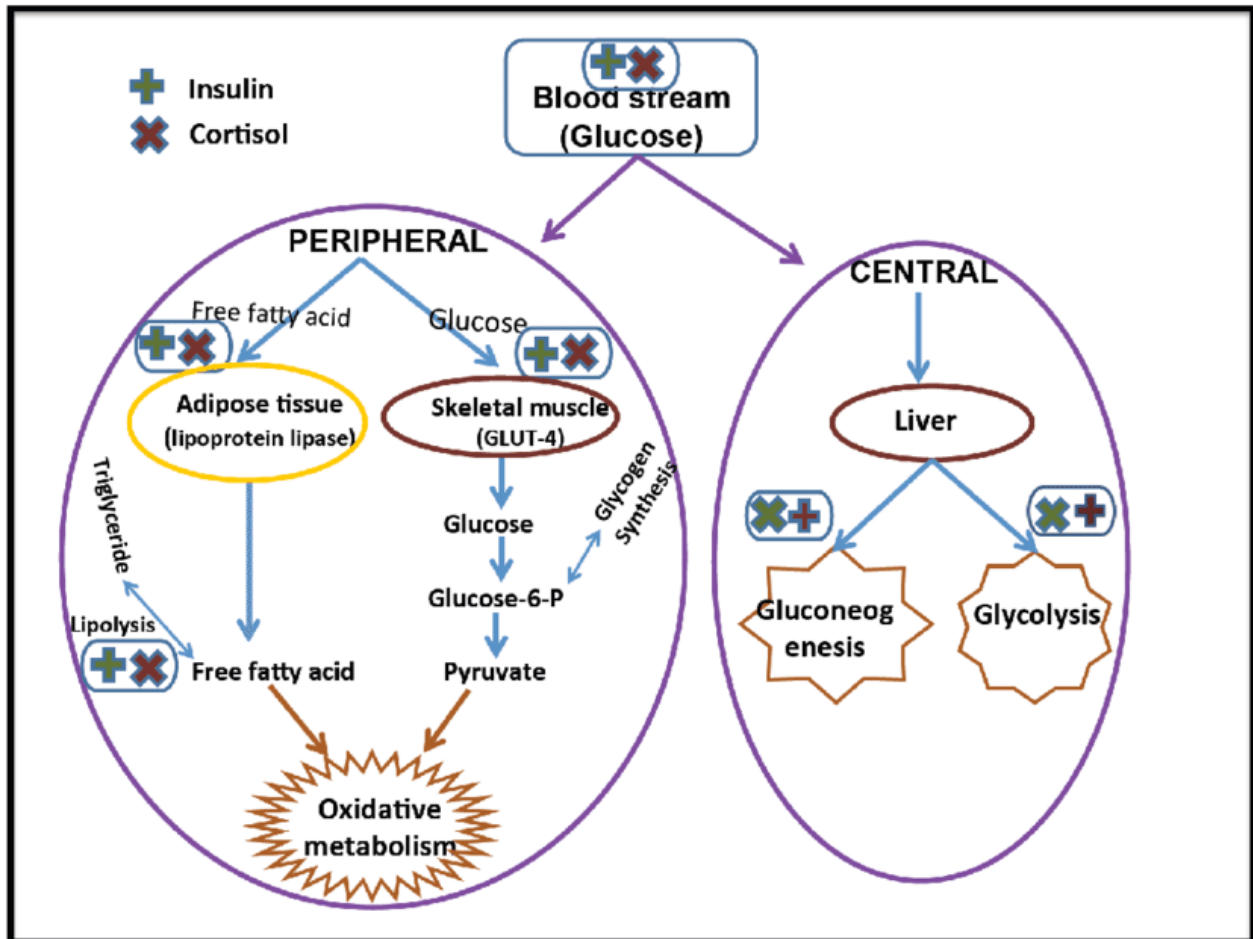 Insulin
Cortisol
Blood stream
(Glucose)
PERIPHERAL
Free fatty acid
Glucose
Adipose tissue
(lipoprotein lipase)
Skeletal muscle
(GLUT-4)
Triglyceride
Glycogen
Synthesis
Glucose
Glucose-6-P
Lipolysis
Free fatty acid
Pyruvate
Oxidative
metabolism
CENTRAL
Liver
Gluconeog
enesis
Glycolysis